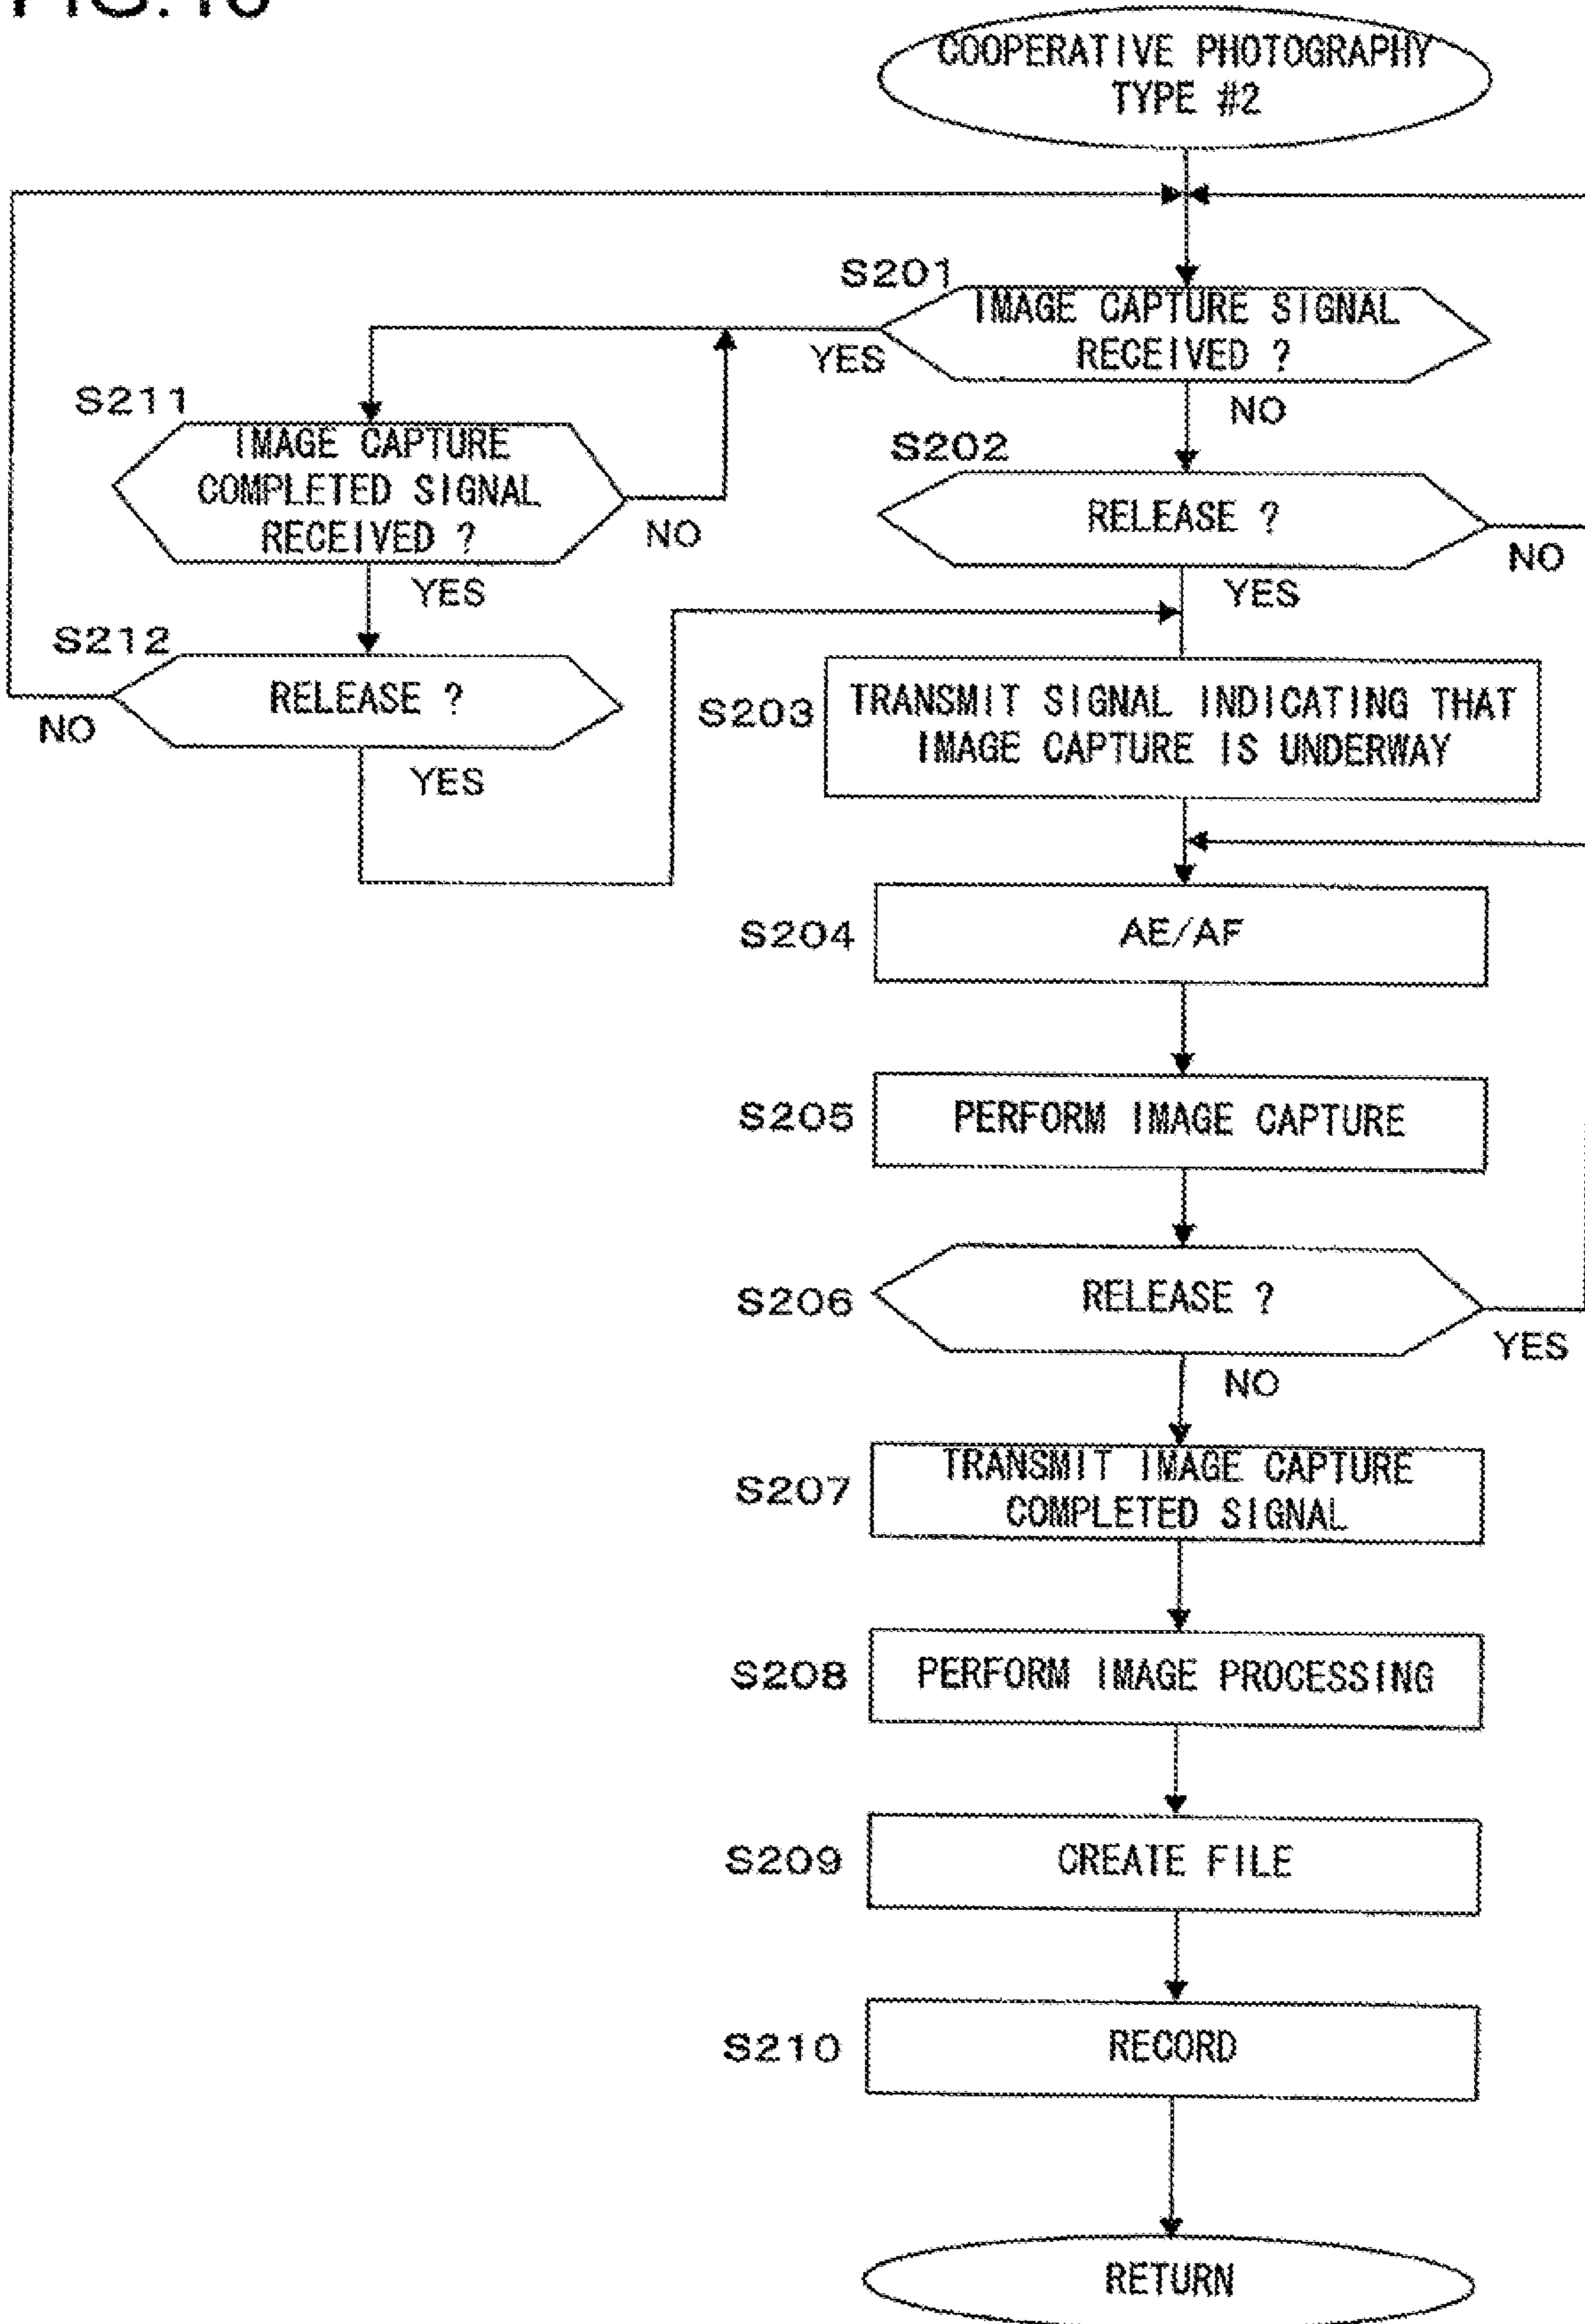 COOPERATIVE PHOTOGRAPHY
TYPE #2
S201
IMAGE CAPTURE SIGNAL
RECEIVED ?
YES
NO
S211
IMAGE CAPTURE
COMPLETED SIGNAL
RECEIVED ?
NO
YES
S202
RELEASE ?
NO
YES
S212
RELEASE ?
NO
YES
S203
TRANSMIT SIGNAL INDICATING THAT
IMAGE CAPTURE IS UNDERWAY
S204
AE/AF
S205
PERFORM IMAGE CAPTURE
S206
RELEASE ?
YES
NO
S207
TRANSMIT IMAGE CAPTURE
COMPLETED SIGNAL
S208
PERFORM IMAGE PROCESSING
S209
CREATE FILE
S210
RECORD
RETURN